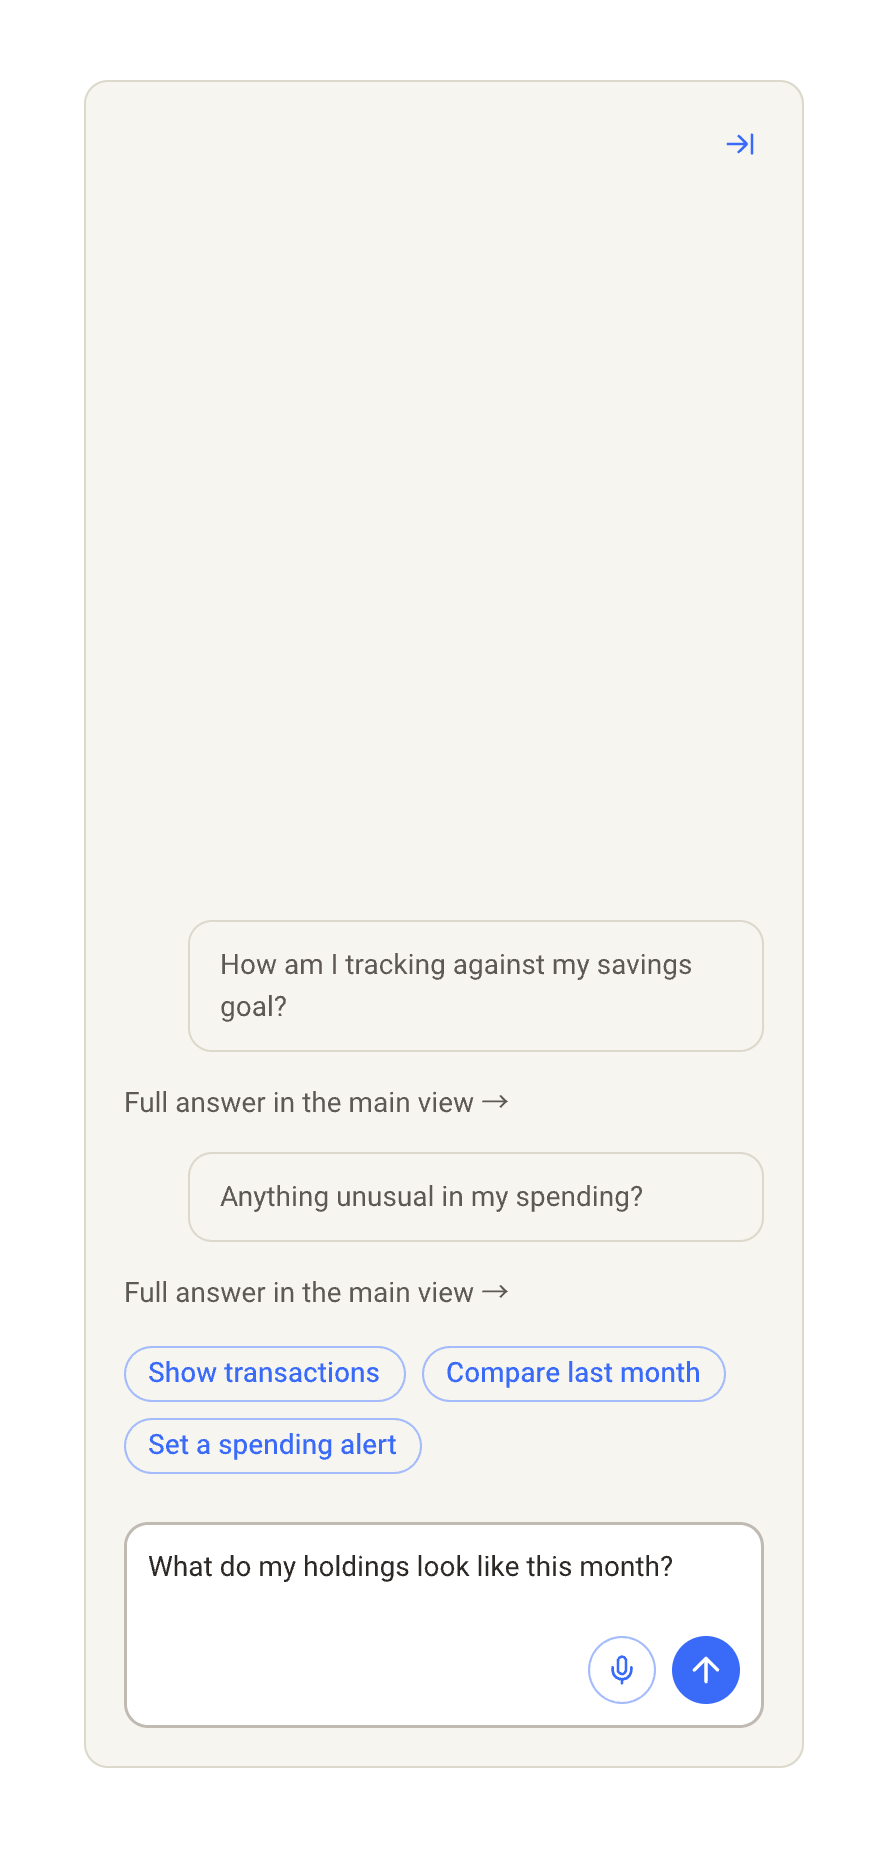 How am I tracking against my savings
goal?
Full answer in the main view →
Anything unusual in my spending?
Full answer in the main view →
Show transactions
Compare last month
Set a spending alert
What do my holdings look like this month?